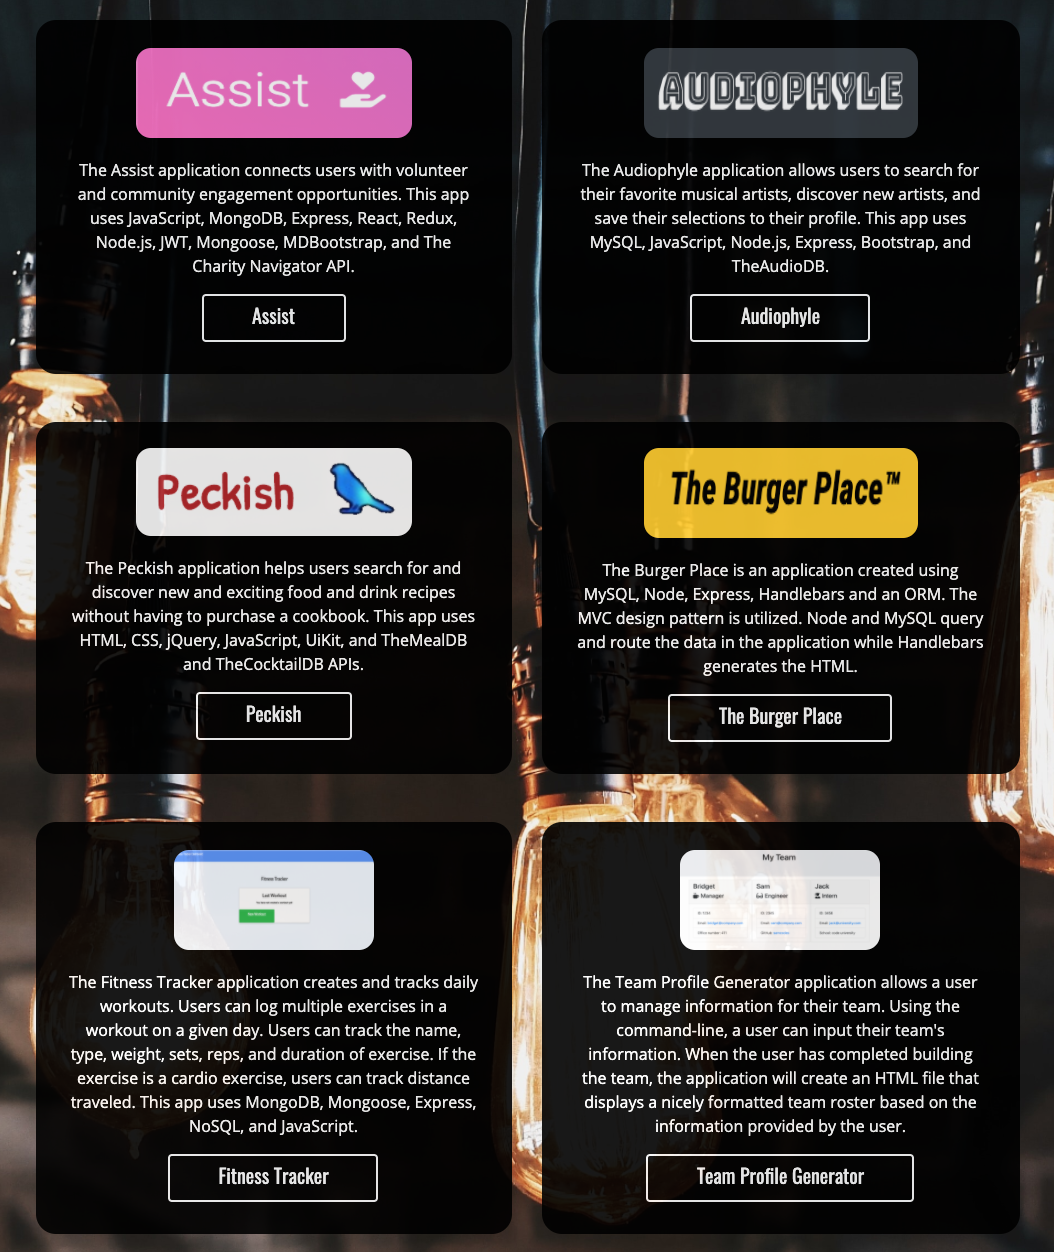 Assist
The Assist application connects users with volunteer
and community engagement opportunities. This app
uses JavaScript, MongoDB, Express, React, Redux,
Node.js, JWT, Mongoose, MDBootstrap, and The
Charity Navigator API.
Assist
AUDIOPHYLE
The Audiophyle application allows users to search for
their favorite musical artists, discover new artists, and
save their selections to their profile. This app uses
MySQL, JavaScript, Node.js, Express, Bootstrap, and
TheAudioDB.
Audiophyle
Peckish
The Peckish application helps users search for and
discover new and exciting food and drink recipes
without having to purchase a cookbook. This app uses
HTML, CSS, jQuery, JavaScript, UiKit, and TheMealDB
and TheCocktailDB APIs.
Peckish
The Burger Place™
The Burger Place is an application created using
MySQL, Node, Express, Handlebars and an ORM. The
MVC design pattern is utilized. Node and MySQL query
and route the data in the application while Handlebars
generates the HTML.
The Burger Place
Fitness Tracker
Last Workout
The Fitness Tracker application creates and tracks daily
workouts. Users can log multiple exercises in a
workout on a given day. Users can track the name,
type, weight, sets, reps, and duration of exercise. If the
exercise is a cardio exercise, users can track distance
traveled. This app uses MongoDB, Mongoose, Express,
NoSQL, and JavaScript.
Fitness Tracker
My Team
Bridget Sam Jack
Manager Engineer Intern
The Team Profile Generator application allows a user
to manage information for their team. Using the
command-line, a user can input their team's
information. When the user has completed building
the team, the application will create an HTML file that
displays a nicely formatted team roster based on the
information provided by the user.
Team Profile Generator